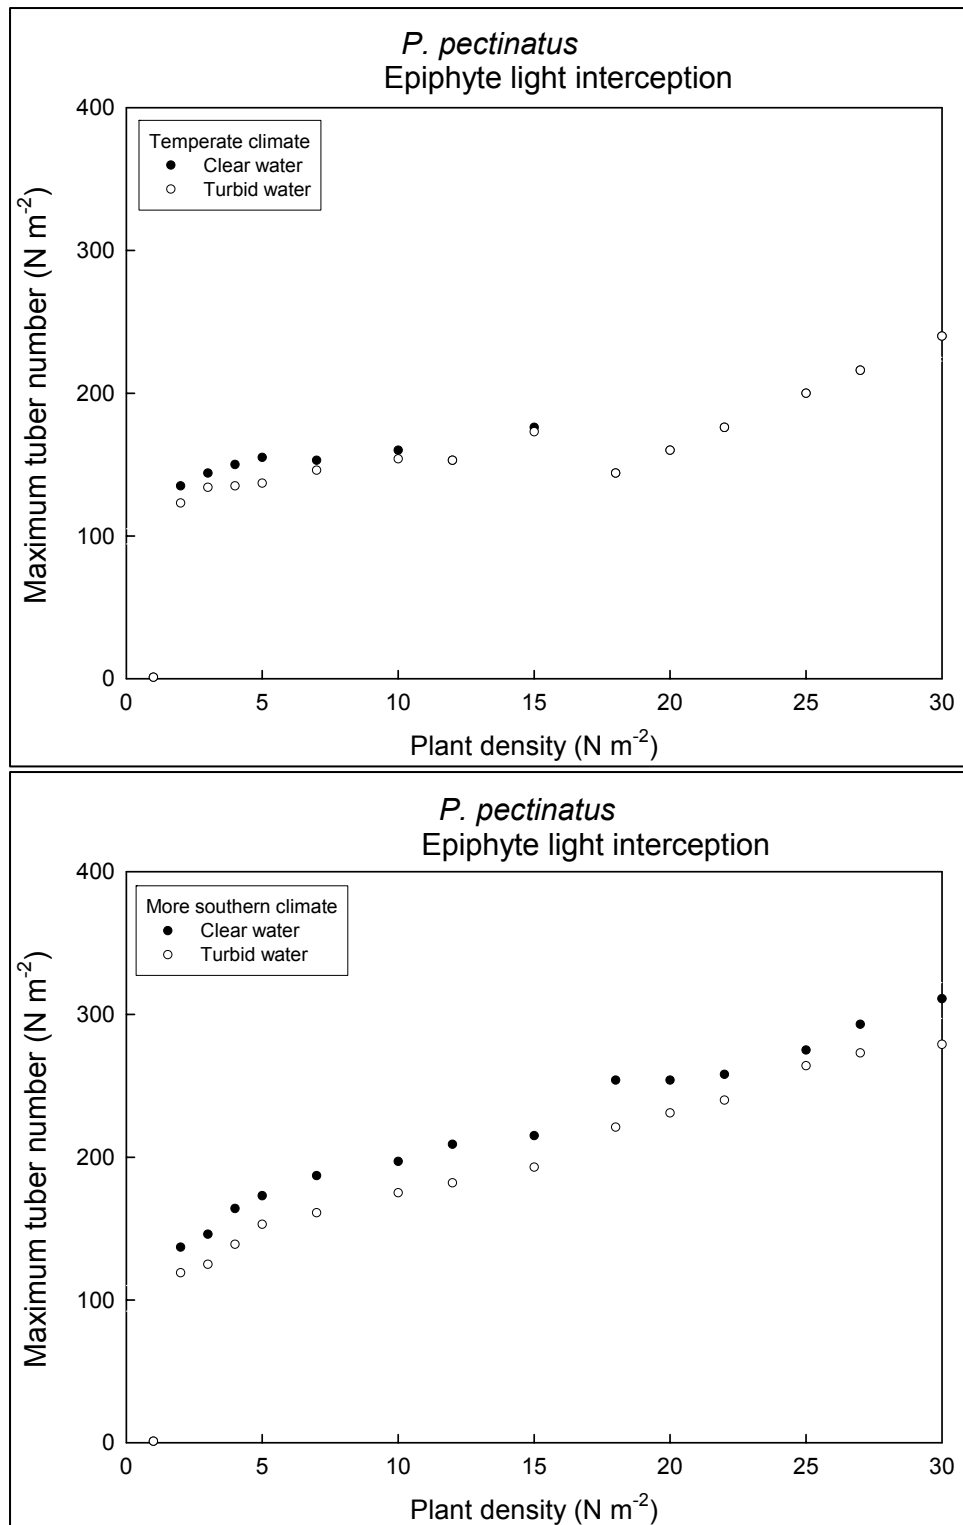 P. pectinatus
Epiphyte light interception
400
300
200
100
0
Maximum tuber number (N m⁻²)
Temperate climate
Clear water
Turbid water
0 5 10 15 20 25 30
Plant density (N m⁻²)
P. pectinatus
Epiphyte light interception
400
300
200
100
0
Maximum tuber number (N m⁻²)
More southern climate
Clear water
Turbid water
0 5 10 15 20 25 30
Plant density (N m⁻²)